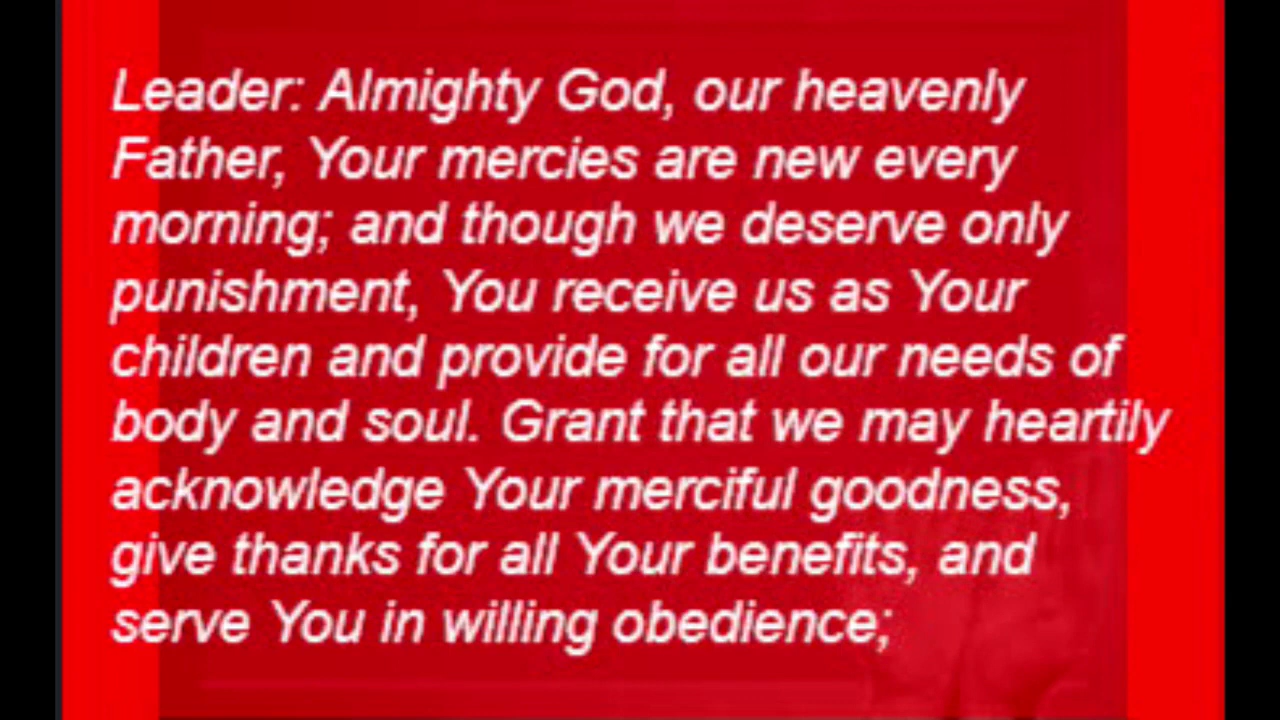 Leader: Almighty God, our heavenly
Father, Your mercies are new every
morning; and though we deserve only
punishment, You receive us as Your
children and provide for all our needs of
body and soul. Grant that we may heartily
acknowledge Your merciful goodness,
give thanks for all Your benefits, and
serve You in willing obedience;